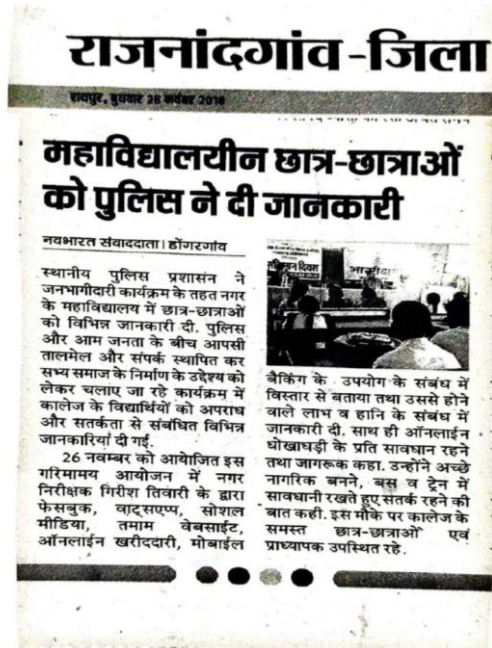 राजनांदगांव-जिला
रायपुर, बुधवार 28 नवंबर 2018
महाविद्यालयीन छात्र-छात्राओं
को पुलिस ने दी जानकारी
नवभारत संवाददाता। डोंगरगांव
स्थानीय पुलिस प्रशासन ने
जनभागीदारी कार्यक्रम के तहत नगर
के महाविद्यालय में छात्र-छात्राओं
को विभिन्न जानकारी दी. पुलिस
और आम जनता के बीच आपसी
तालमेल और संपर्क स्थापित कर
सभ्य समाज के निर्माण के उद्देश्य को
लेकर चलाए जा रहे कार्यक्रम में
कालेज के विद्यार्थियों को अपराध
और सतर्कता से संबंधित विभिन्न
जानकारियां दी गई.
26 नवम्बर को आयोजित इस
गरिमामय आयोजन में नगर
निरीक्षक गिरीश तिवारी के द्वारा
फेसबुक, वाट्सएप्प, सोशल
मीडिया, तमाम वेबसाईट,
ऑनलाईन खरीददारी, मोबाईल
दिवस
बैकिंग के उपयोग के संबंध में
विस्तार से बताया तथा उससे होने
वाले लाभ व हानि के संबंध में
जानकारी दी. साथ ही ऑनलाईन
धोखाघड़ी के प्रति सावधान रहने
तथा जागरूक कहा. उन्होंने अच्छे
नागरिक बनने, बस व ट्रेन में
सावधानी रखते हुए सतर्क रहने की
बात कही. इस मौके पर कालेज के
समस्त छात्र-छात्राओं एवं
प्राध्यापक उपस्थित रहे.